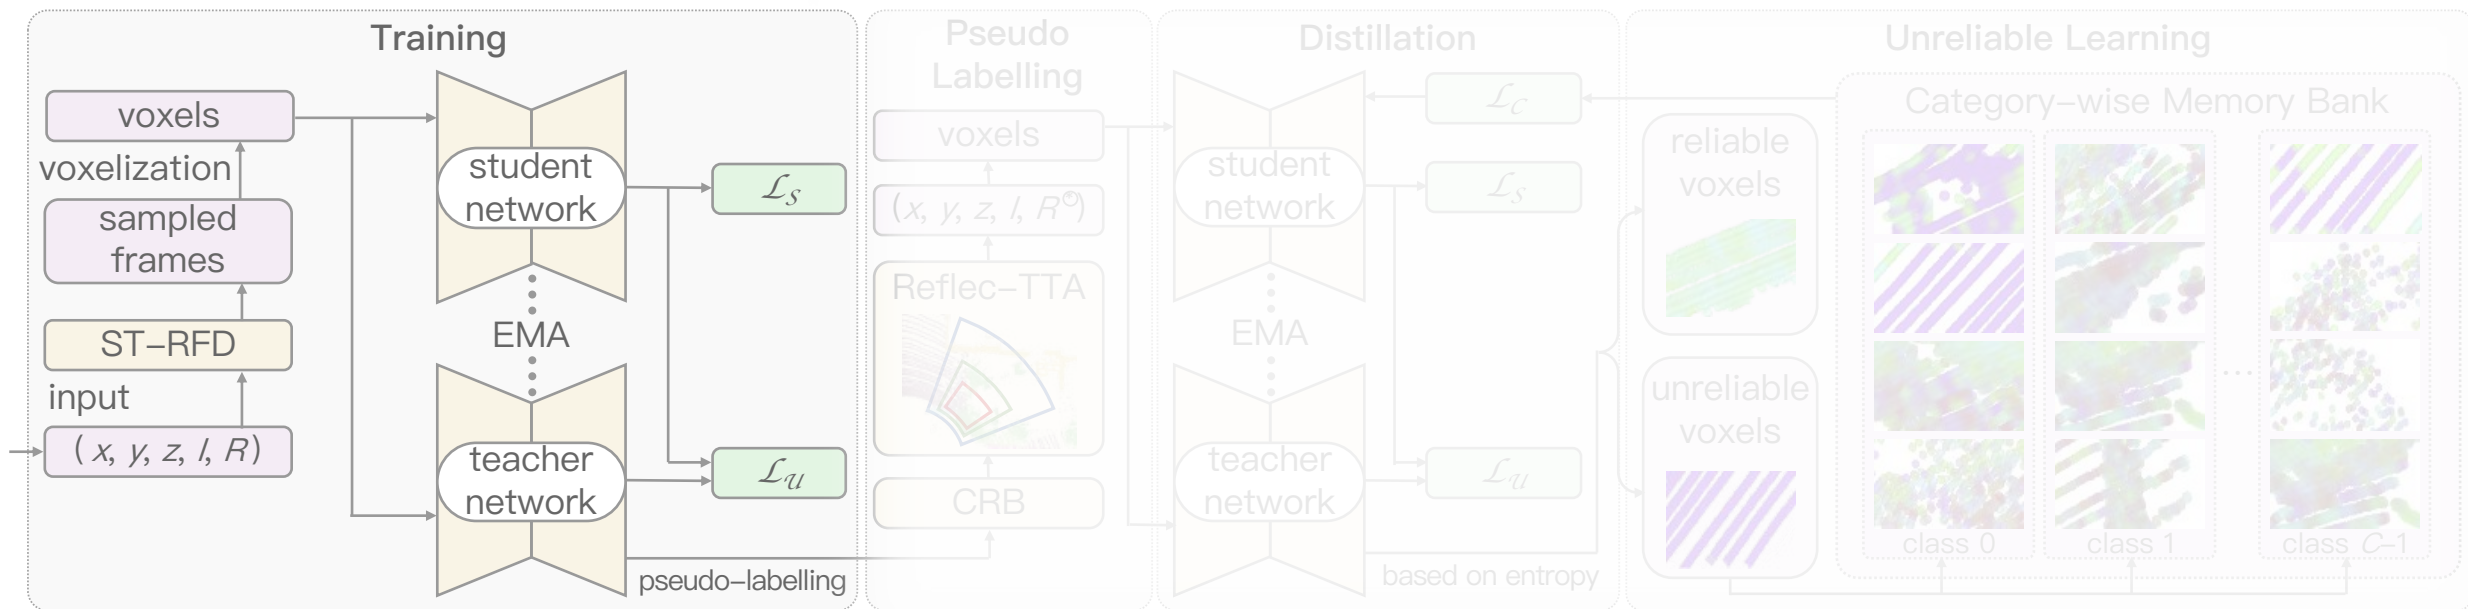 Training
voxels
voxelization
sampled
frames
ST-RFD
input
(x, y, z, I, R)
student
network
EMA
teacher
network
ℒ_S
ℒ_U
pseudo-labelling
Pseudo
Labelling
voxels
(x, y, z, I, R^⊙)
Reflec-TTA
CRB
Distillation
student
network
EMA
teacher
network
ℒ_C
ℒ_S
ℒ_U
based on entropy
Unreliable Learning
reliable
voxels
unreliable
voxels
Category-wise Memory Bank
...
class 0
class 1
class C-1